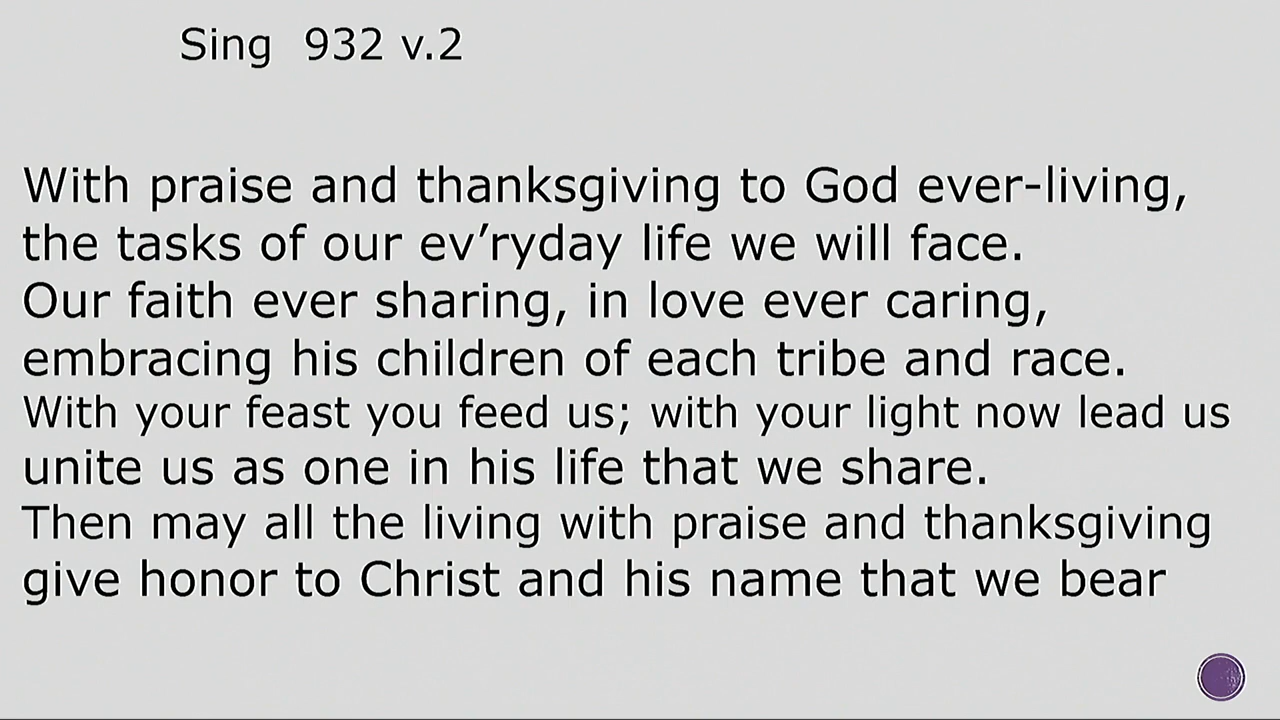 Sing 932 v.2
With praise and thanksgiving to God ever-living,
the tasks of our ev’ryday life we will face.
Our faith ever sharing, in love ever caring,
embracing his children of each tribe and race.
With your feast you feed us; with your light now lead us
unite us as one in his life that we share.
Then may all the living with praise and thanksgiving
give honor to Christ and his name that we bear